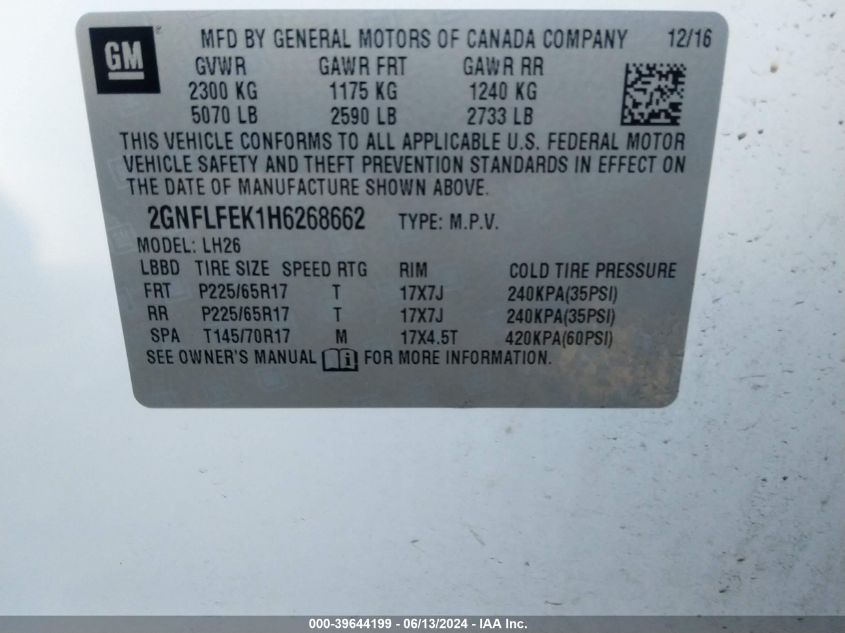 GM MFD BY GENERAL MOTORS OF CANADA COMPANY 12/16
GVWR GAWR FRT GAWR RR
2300 KG 1175 KG 1240 KG
5070 LB 2590 LB 2733 LB
THIS VEHICLE CONFORMS TO ALL APPLICABLE U.S. FEDERAL MOTOR
VEHICLE SAFETY AND THEFT PREVENTION STANDARDS IN EFFECT ON
THE DATE OF MANUFACTURE SHOWN ABOVE.
2GNFLFEK1H6268662 TYPE: M.P.V.
MODEL: LH26
LBBD TIRE SIZE SPEED RTG RIM COLD TIRE PRESSURE
FRT P225/65R17 T 17X7J 240KPA(35PSI)
RR P225/65R17 T 17X7J 240KPA(35PSI)
SPA T145/70R17 M 17X4.5T 420KPA(60PSI)
SEE OWNER'S MANUAL FOR MORE INFORMATION.
000-39644199 - 06/13/2024 - IAA Inc.